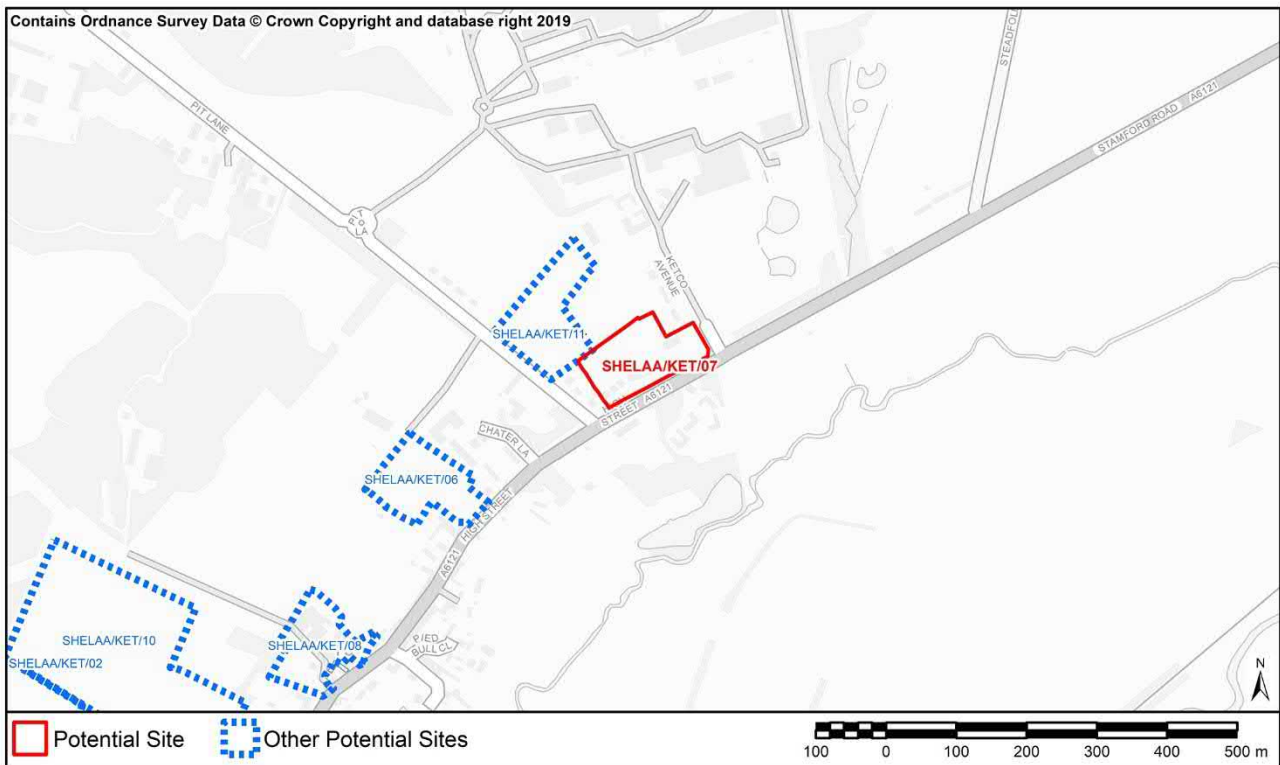 Contains Ordnance Survey Data © Crown Copyright and database right 2019
STEADFOL
PIT LANE
STAMFORD ROAD A6121
PIT
LA
KETCO
AVENUE
SHELAA/KET/11
SHELAA/KET/07
STREET A6121
CHATER LA
SHELAA/KET/06
HIGH STREET
A6121
SHELAA/KET/10
SHELAA/KET/08
PIED
BULL CL
SHELAA/KET/02
N
Potential Site
Other Potential Sites
100 0 100 200 300 400 500 m